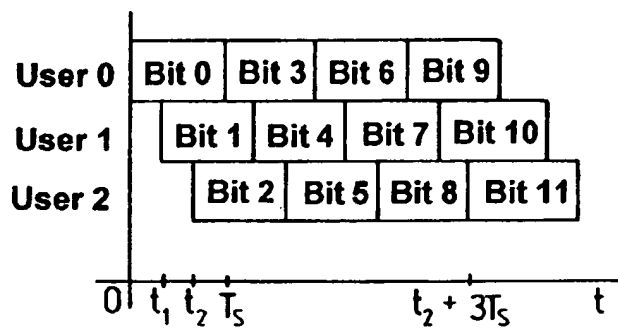 User 0 Bit 0 Bit 3 Bit 6 Bit 9
User 1 Bit 1 Bit 4 Bit 7 Bit 10
User 2 Bit 2 Bit 5 Bit 8 Bit 11
0 t₁ t₂ Tₛ t₂ + 3Tₛ t